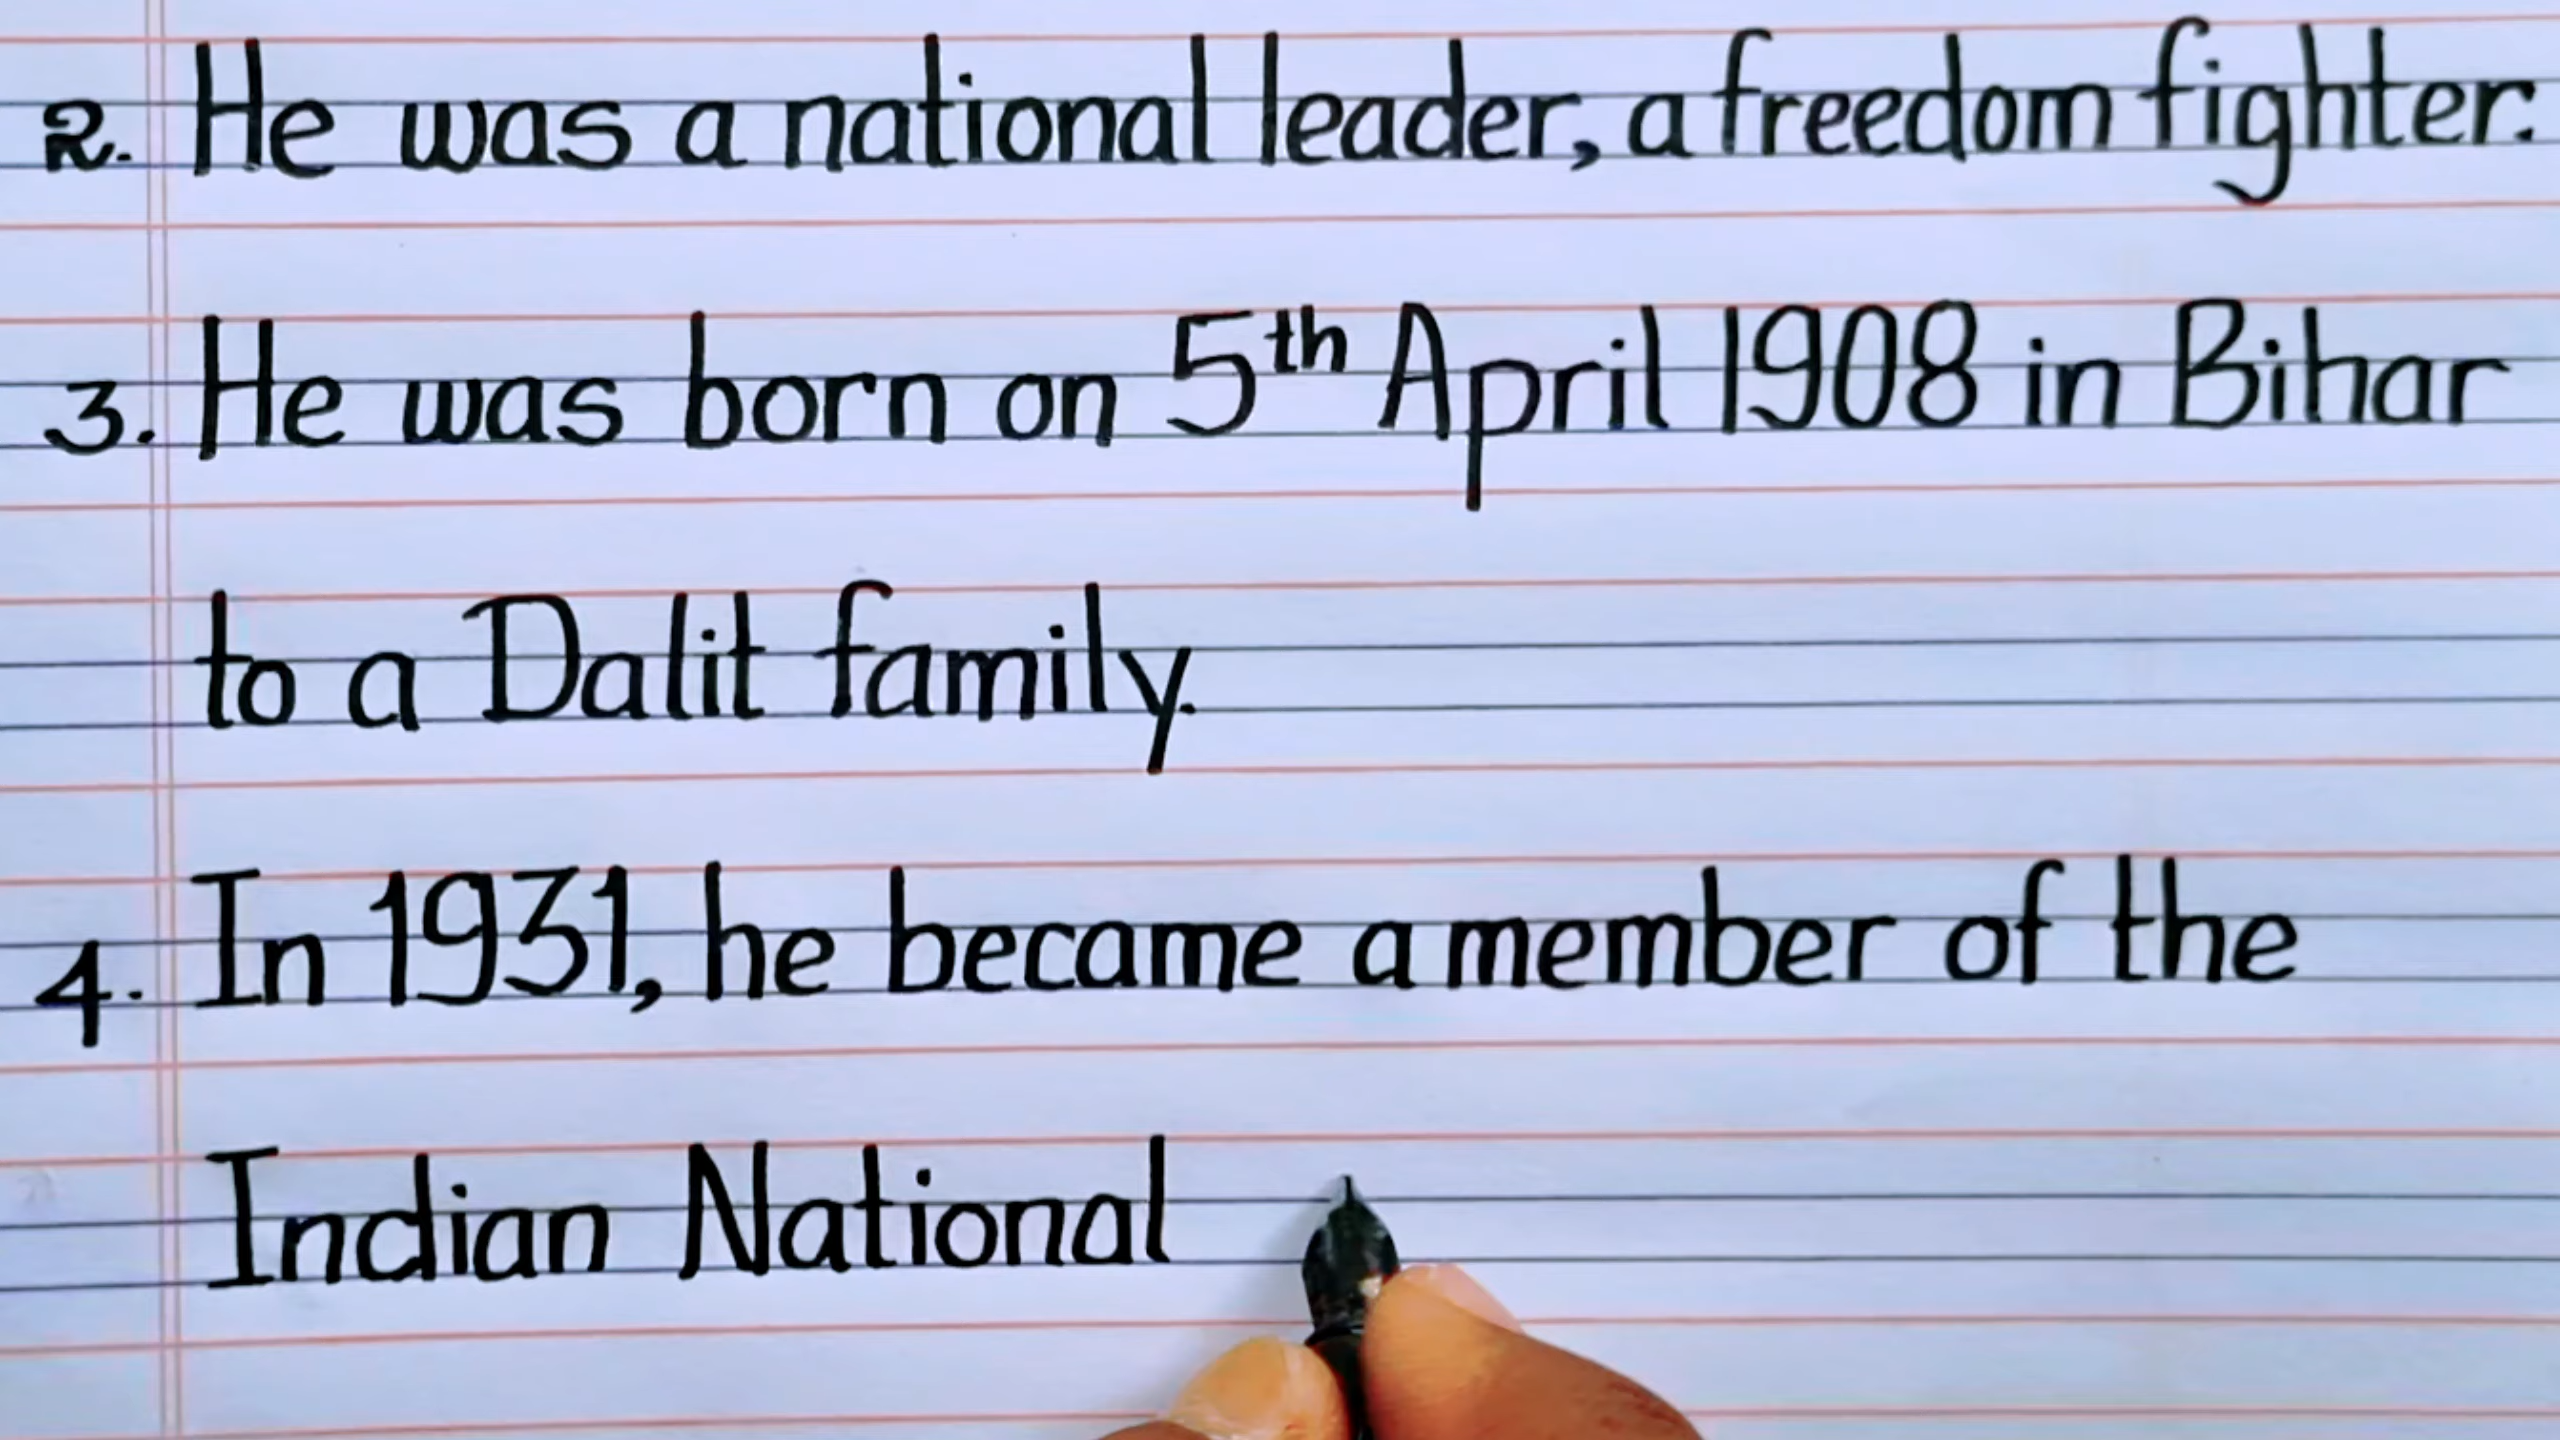 2. He was a national leader, a freedom fighter.
3. He was born on 5th April 1908 in Bihar
to a Dalit family.
4. In 1931, he became a member of the
Indian National